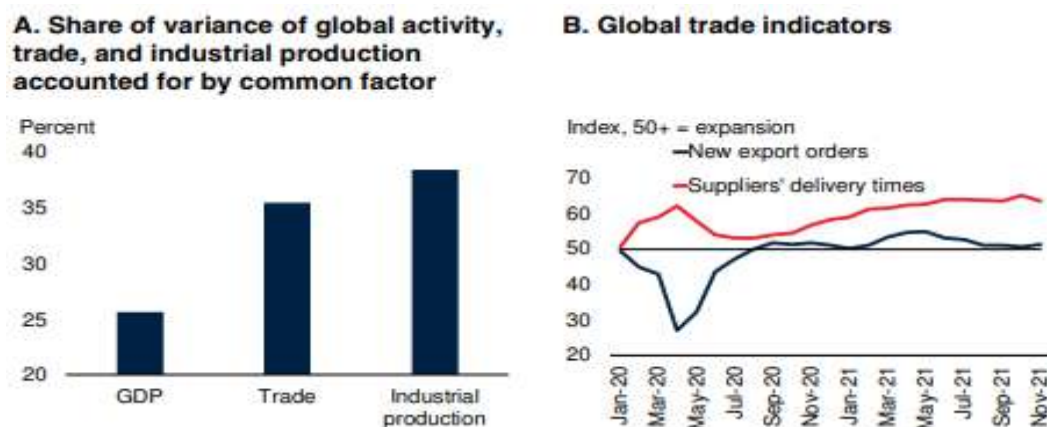 A. Share of variance of global activity,
trade, and industrial production
accounted for by common factor
Percent
40
35
30
25
20
GDP
Trade
Industrial
production
B. Global trade indicators
Index, 50+ = expansion
New export orders
Suppliers' delivery times
70
60
50
40
30
20
Jan-20
Mar-20
May-20
Jul-20
Sep-20
Nov-20
Jan-21
Mar-21
May-21
Jul-21
Sep-21
Nov-21